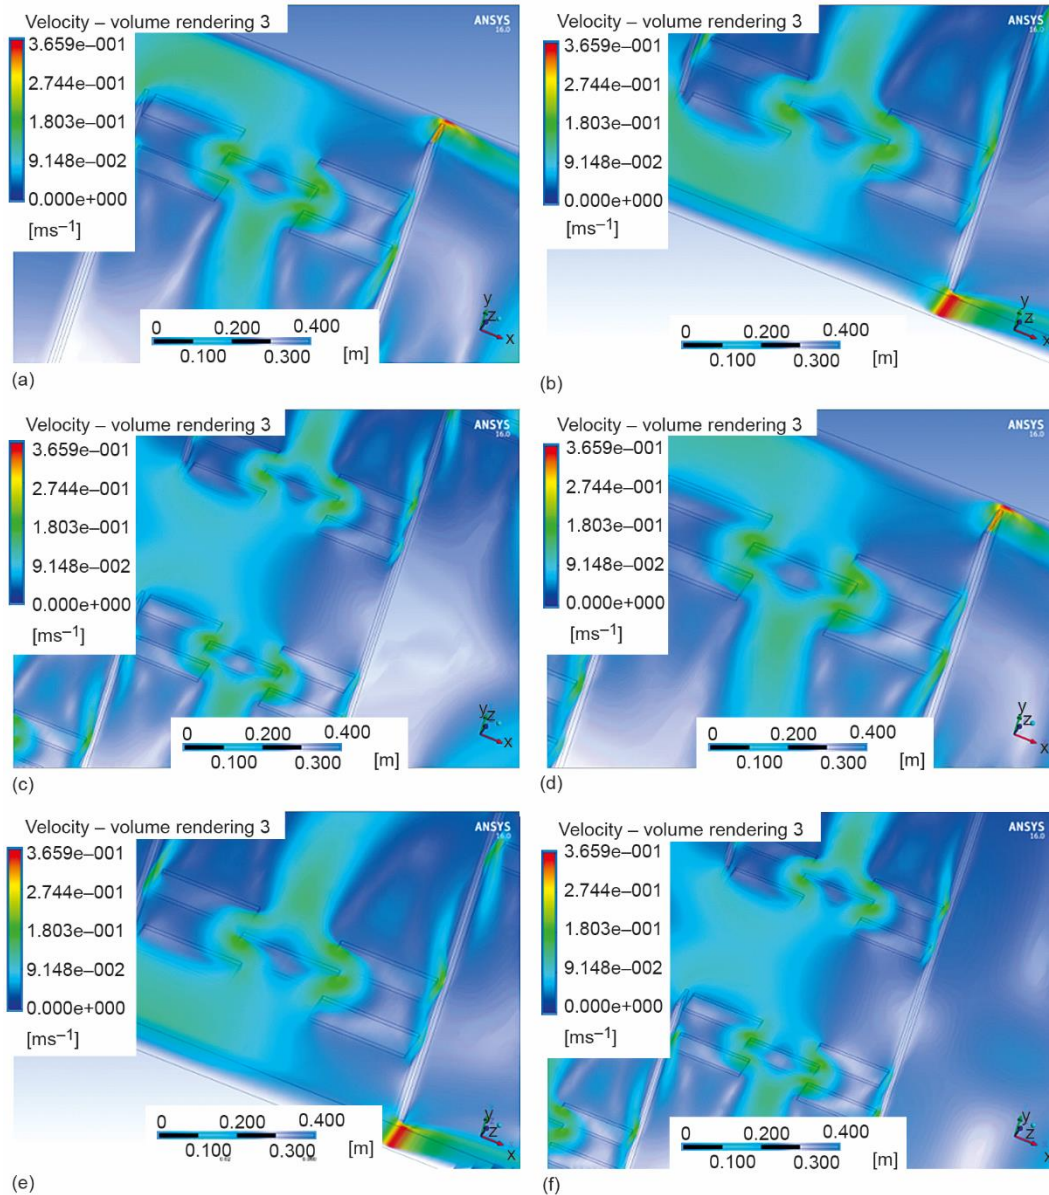 Velocity – volume rendering 3
ANSYS
16.0
3.659e–001
2.744e–001
1.803e–001
9.148e–002
0.000e+000
[ms⁻¹]
0 0.200 0.400
0.100 0.300 [m]
y
z
x
(a)
Velocity – volume rendering 3
ANSYS
16.0
3.659e–001
2.744e–001
1.803e–001
9.148e–002
0.000e+000
[ms⁻¹]
0 0.200 0.400
0.100 0.300 [m]
y
z
x
(b)
Velocity – volume rendering 3
ANSYS
16.0
3.659e–001
2.744e–001
1.803e–001
9.148e–002
0.000e+000
[ms⁻¹]
0 0.200 0.400
0.100 0.300 [m]
y
z
x
(c)
Velocity – volume rendering 3
ANSYS
16.0
3.659e–001
2.744e–001
1.803e–001
9.148e–002
0.000e+000
[ms⁻¹]
0 0.200 0.400
0.100 0.300 [m]
y
z
x
(d)
Velocity – volume rendering 3
ANSYS
16.0
3.659e–001
2.744e–001
1.803e–001
9.148e–002
0.000e+000
[ms⁻¹]
0 0.200 0.400
0.100 0.300 [m]
y
z
x
(e)
Velocity – volume rendering 3
ANSYS
16.0
3.659e–001
2.744e–001
1.803e–001
9.148e–002
0.000e+000
[ms⁻¹]
0 0.200 0.400
0.100 0.300 [m]
y
z
x
(f)